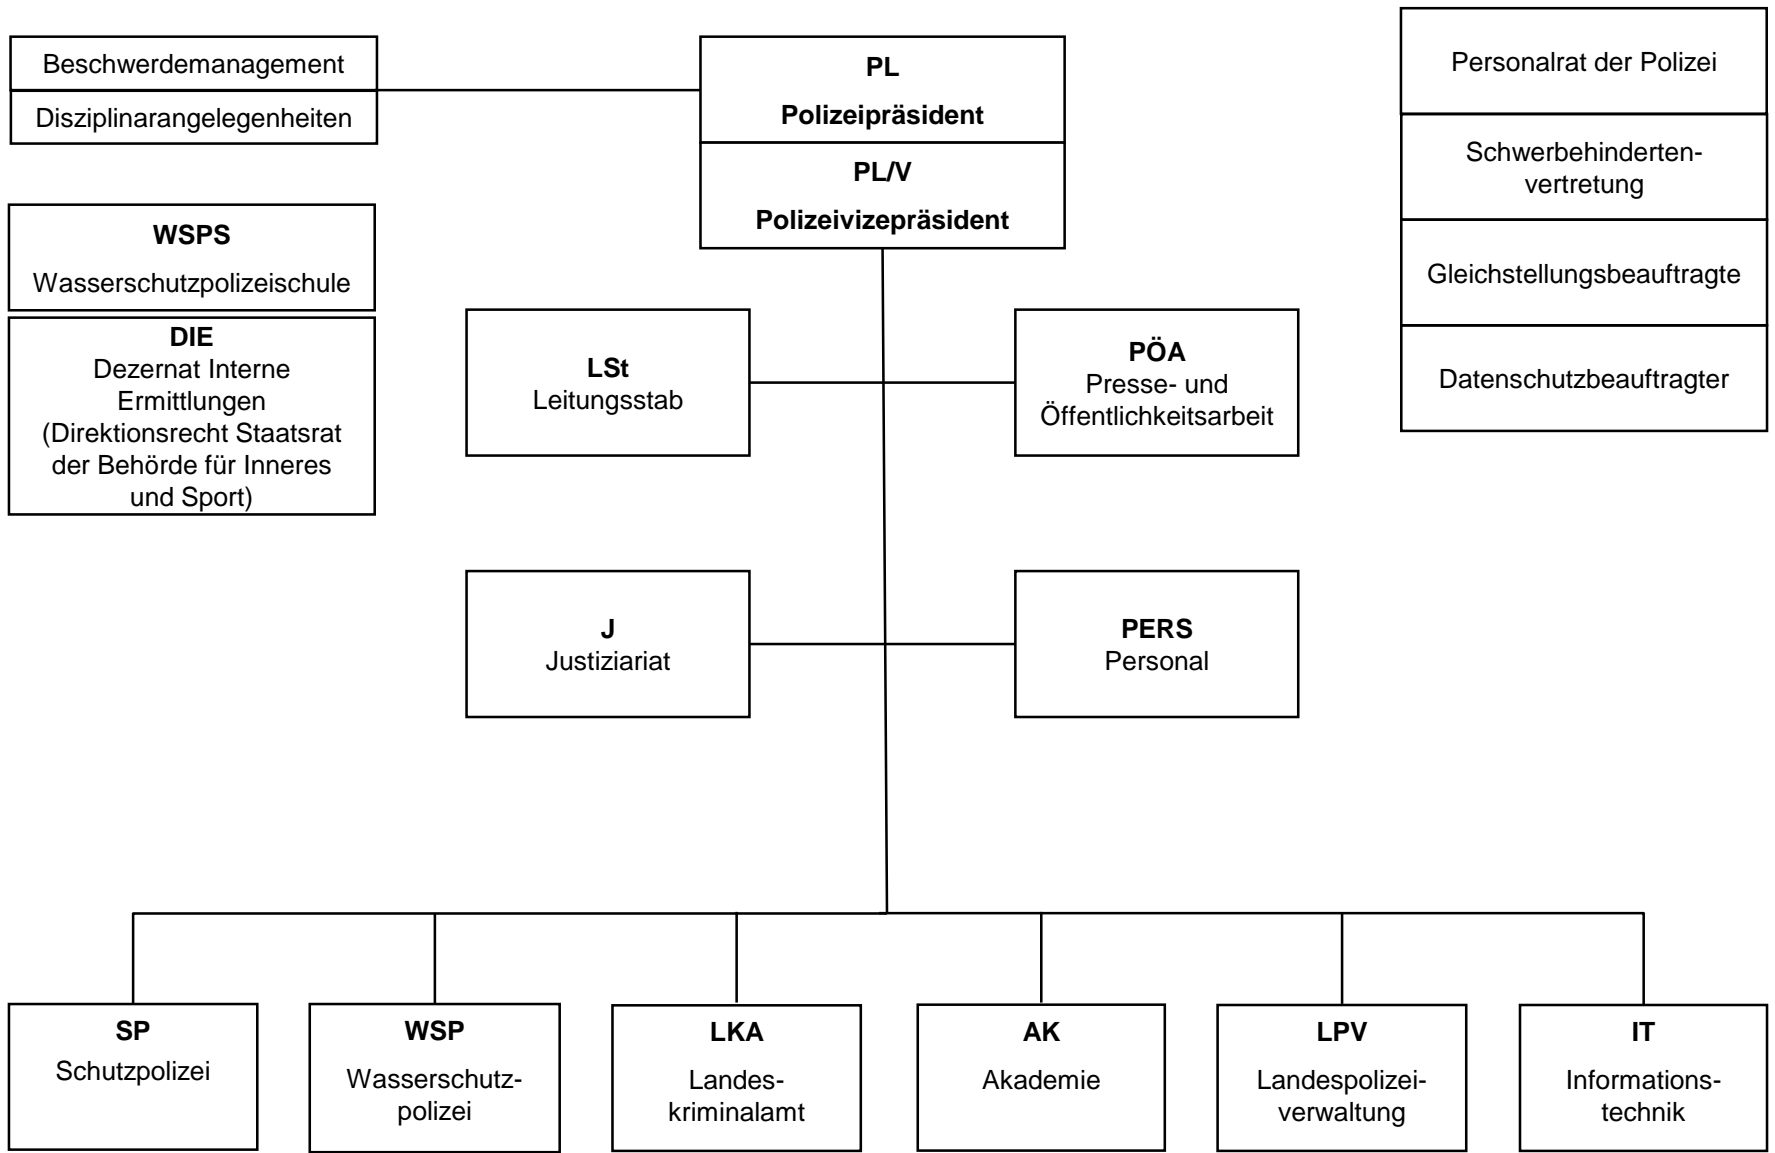 Beschwerdemanagement
Disziplinarangelegenheiten
PL
Polizeipräsident
PL/V
Polizeivizepräsident
Personalrat der Polizei
Schwerbehinderten-
vertretung
Gleichstellungsbeauftragte
Datenschutzbeauftragter
WSPS
Wasserschutzpolizeischule
DIE
Dezernat Interne
Ermittlungen
(Direktionsrecht Staatsrat
der Behörde für Inneres
und Sport)
LSt
Leitungsstab
PÖA
Presse- und
Öffentlichkeitsarbeit
J
Justiziariat
PERS
Personal
SP
Schutzpolizei
WSP
Wasserschutz-
polizei
LKA
Landes-
kriminalamt
AK
Akademie
LPV
Landespolizei-
verwaltung
IT
Informations-
technik